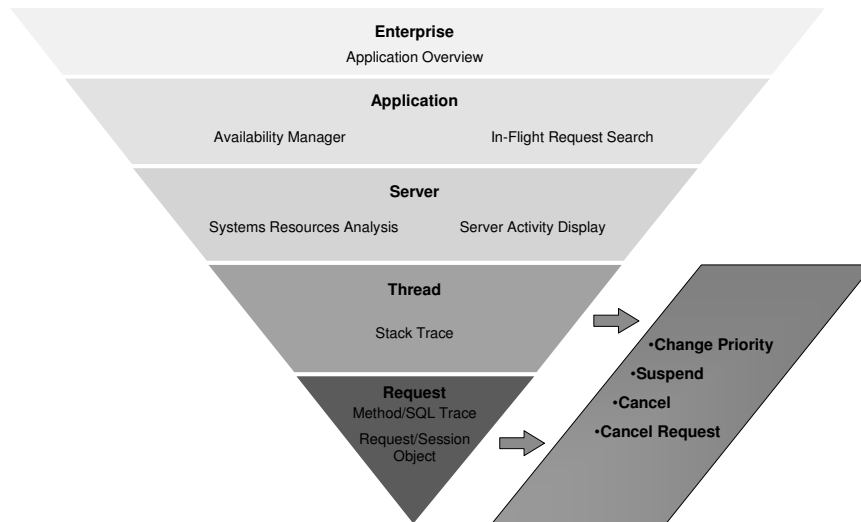 Enterprise
Application Overview
Application
Availability Manager
In-Flight Request Search
Server
Systems Resources Analysis
Server Activity Display
Thread
Stack Trace
Request
Method/SQL Trace
Request/Session
Object
•Change Priority
•Suspend
•Cancel
•Cancel Request